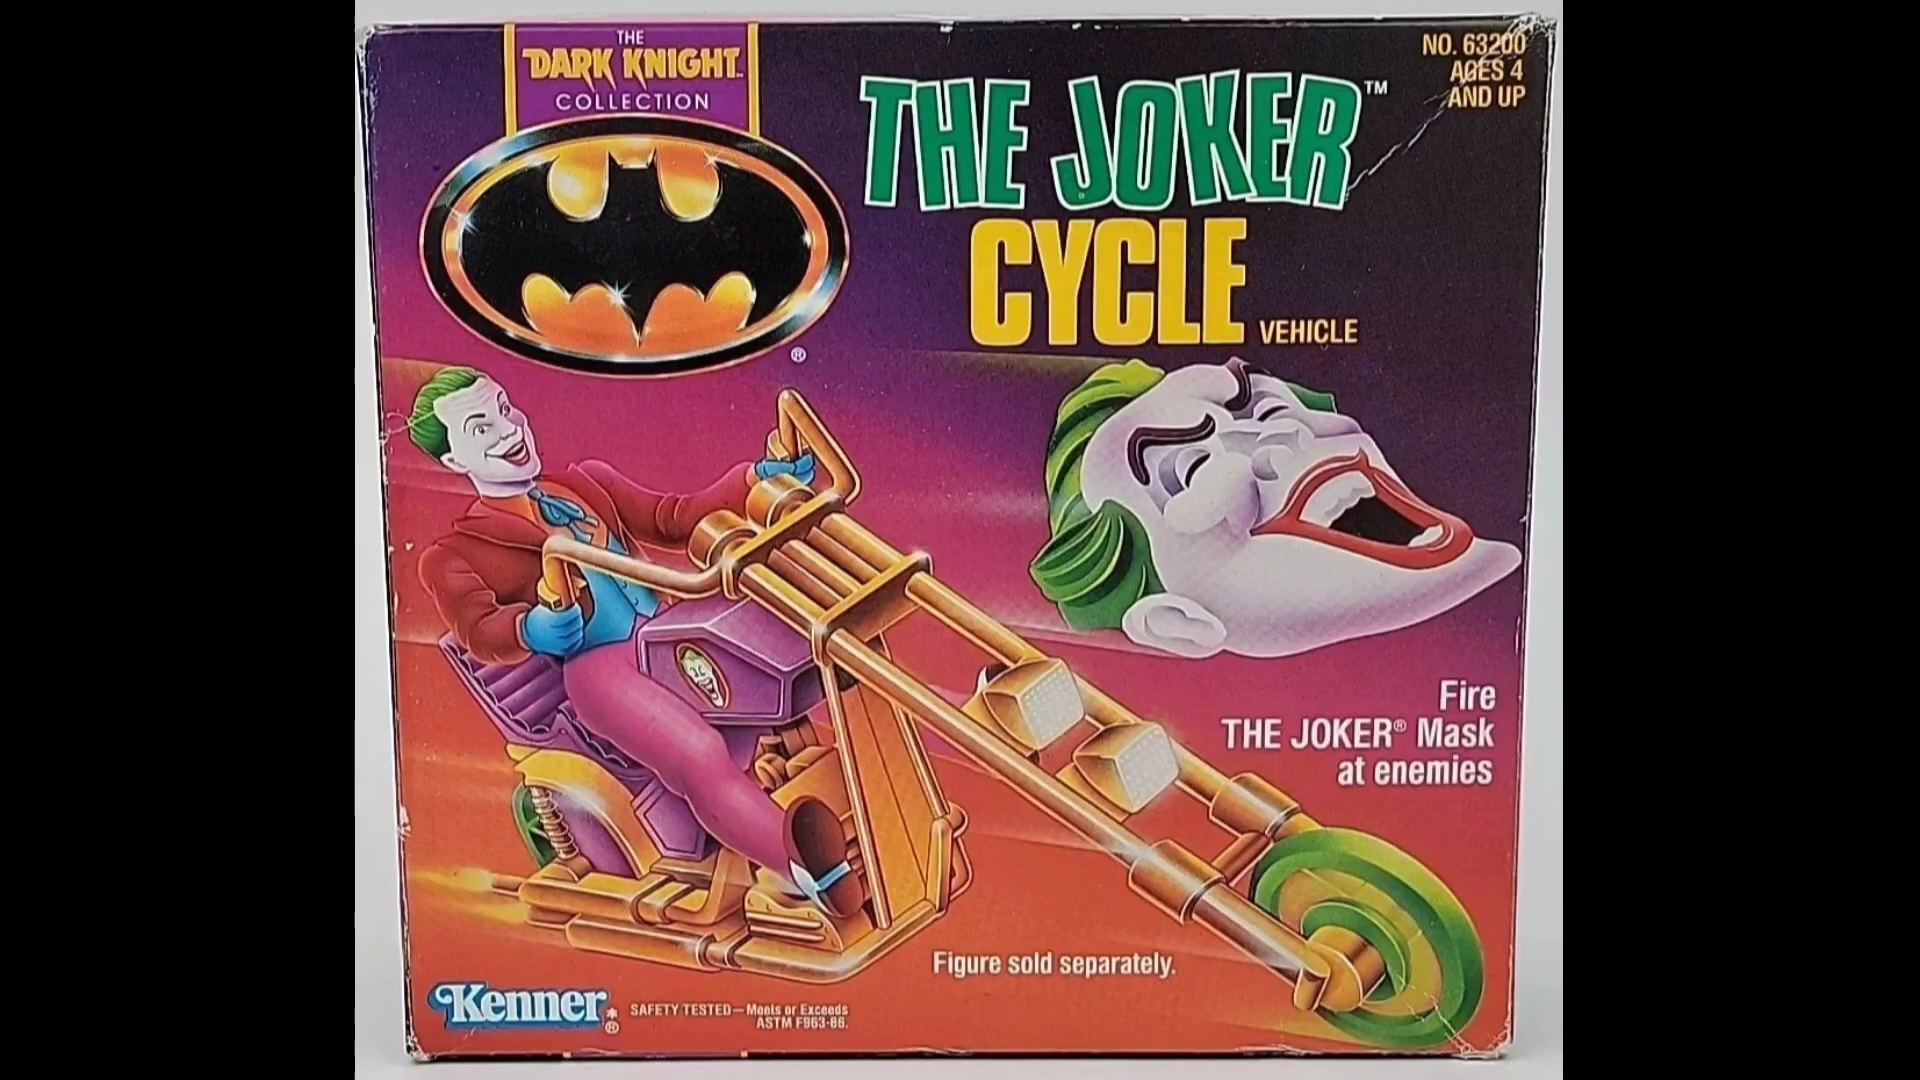 THE
DARK KNIGHT™
COLLECTION
®
THE JOKER™
CYCLE VEHICLE
NO. 63200
AGES 4
AND UP
Fire
THE JOKER® Mask
at enemies
Figure sold separately.
Kenner®
SAFETY TESTED—Meets or Exceeds
ASTM F963-86.